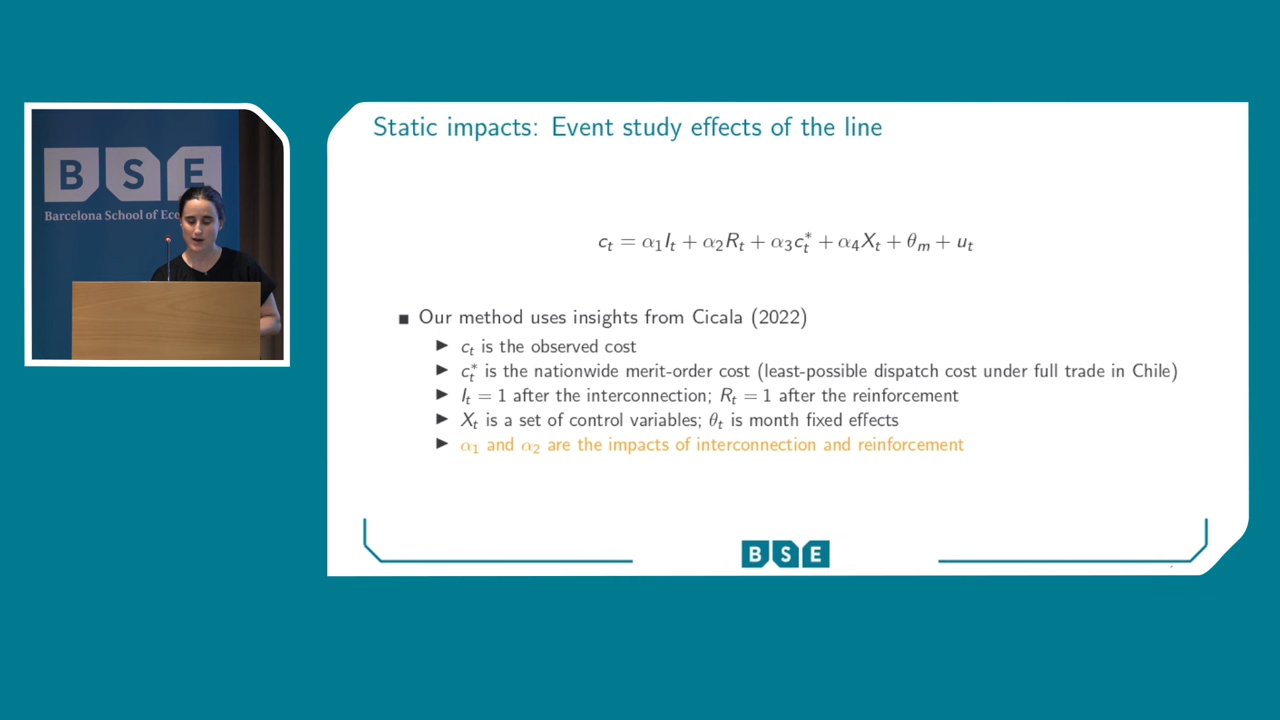 B S E
Barcelona School of Eco
Static impacts: Event study effects of the line
c_t = α_1 I_t + α_2 R_t + α_3 c_t^* + α_4 X_t + θ_m + u_t
■ Our method uses insights from Cicala (2022)
▶ c_t is the observed cost
▶ c_t^* is the nationwide merit-order cost (least-possible dispatch cost under full trade in Chile)
▶ I_t = 1 after the interconnection; R_t = 1 after the reinforcement
▶ X_t is a set of control variables; θ_t is month fixed effects
▶ α_1 and α_2 are the impacts of interconnection and reinforcement
B S E